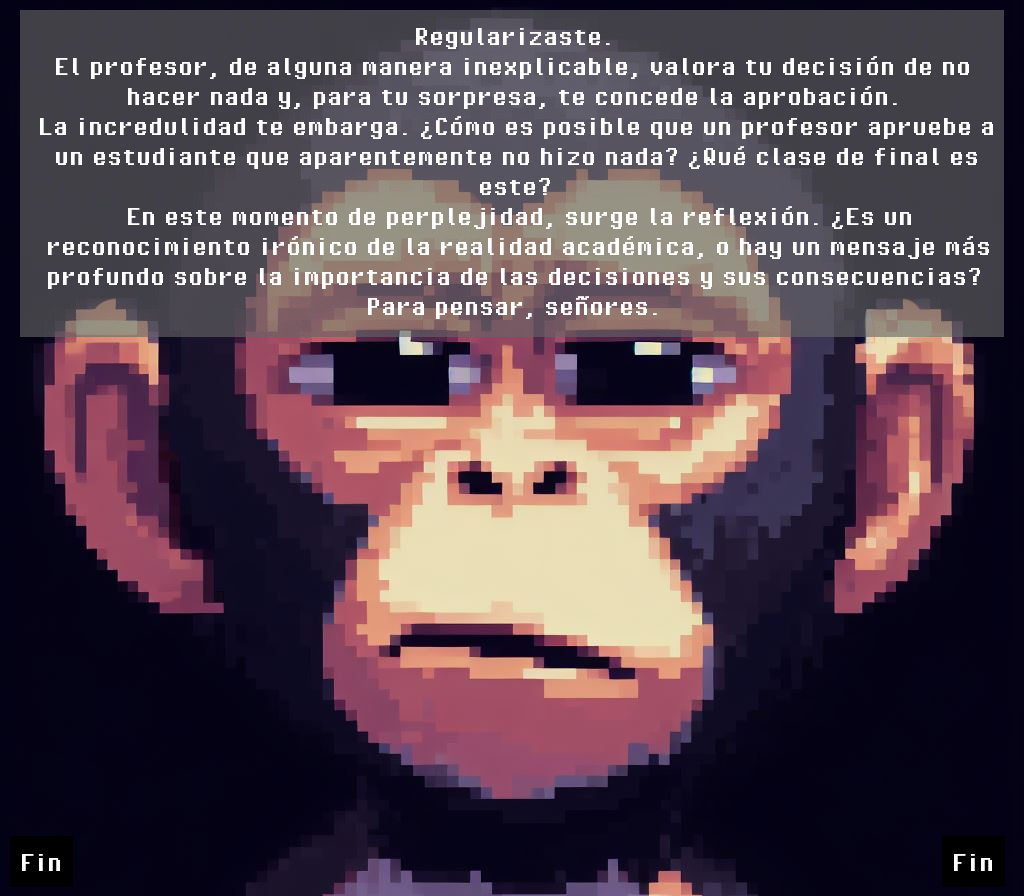 Regularizaste.
El profesor, de alguna manera inexplicable, valora tu decisión de no
hacer nada y, para tu sorpresa, te concede la aprobación.
La incredulidad te embarga. ¿Cómo es posible que un profesor apruebe a
un estudiante que aparentemente no hizo nada? ¿Qué clase de final es
este?
En este momento de perplejidad, surge la reflexión. ¿Es un
reconocimiento irónico de la realidad académica, o hay un mensaje más
profundo sobre la importancia de las decisiones y sus consecuencias?
Para pensar, señores.
Fin
Fin